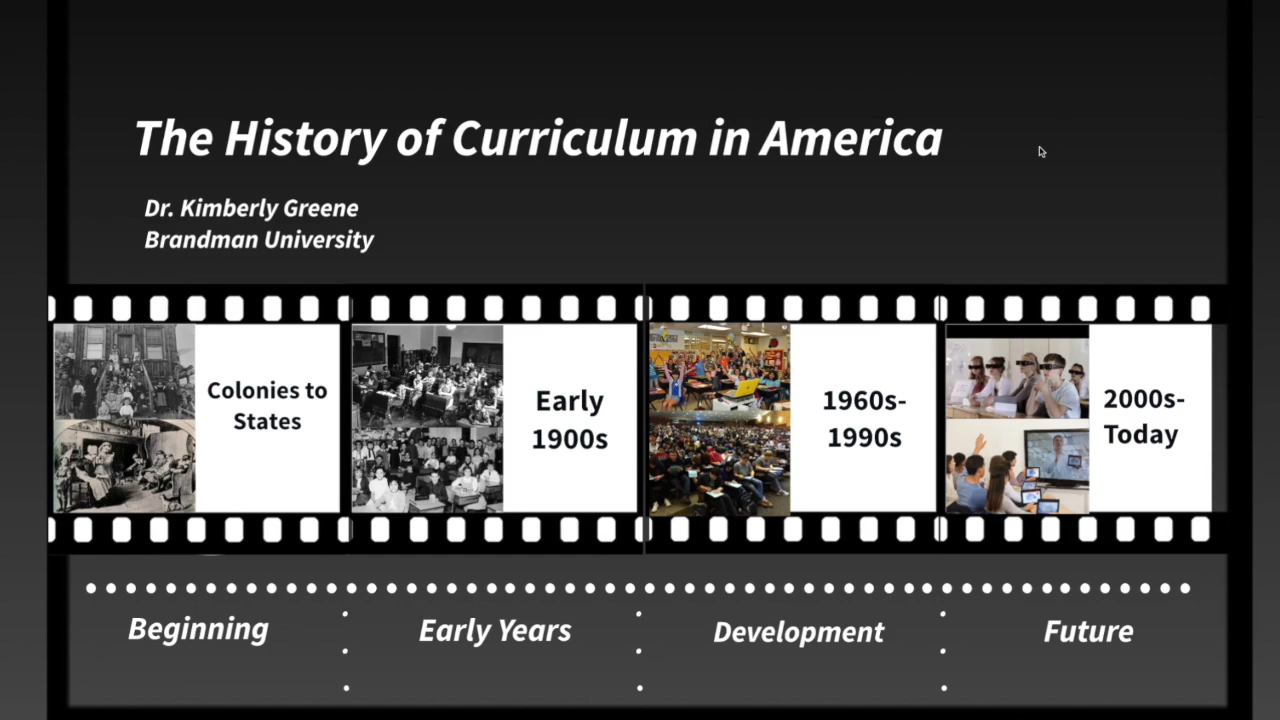 The History of Curriculum in America
Dr. Kimberly Greene
Brandman University
Colonies to
States
Early
1900s
1960s-
1990s
2000s-
Today
Beginning
Early Years
Development
Future